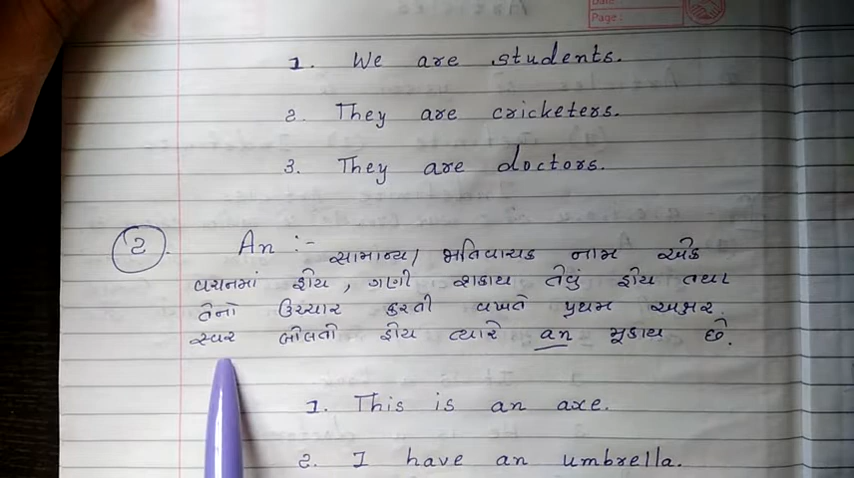 Page :
1. We are students.
2. They are cricketers.
3. They are doctors.
(2). An :- સામાન્ય / જાતિવાચક નામ એક
વચનમાં હોય, ગણી શકાય તેવું હોય તથા
તેનો ઉચ્ચાર કરતી વખતે પ્રથમ અક્ષર
સ્વર બોલતો હોય ત્યારે an મૂકાય છે.
1. This is an axe.
2. I have an umbrella.